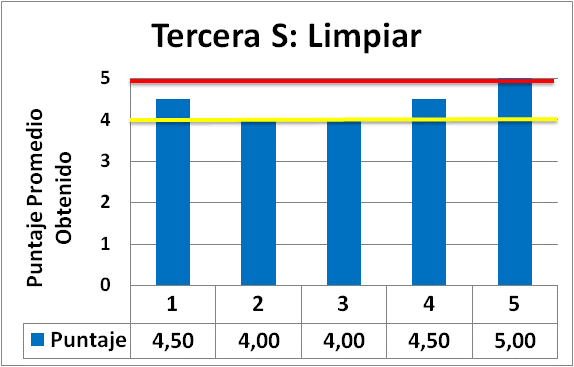 Tercera S: Limpiar
Puntaje Promedio
Obtenido
5
4
3
2
1
0
1 2 3 4 5
Puntaje 4,50 4,00 4,00 4,50 5,00